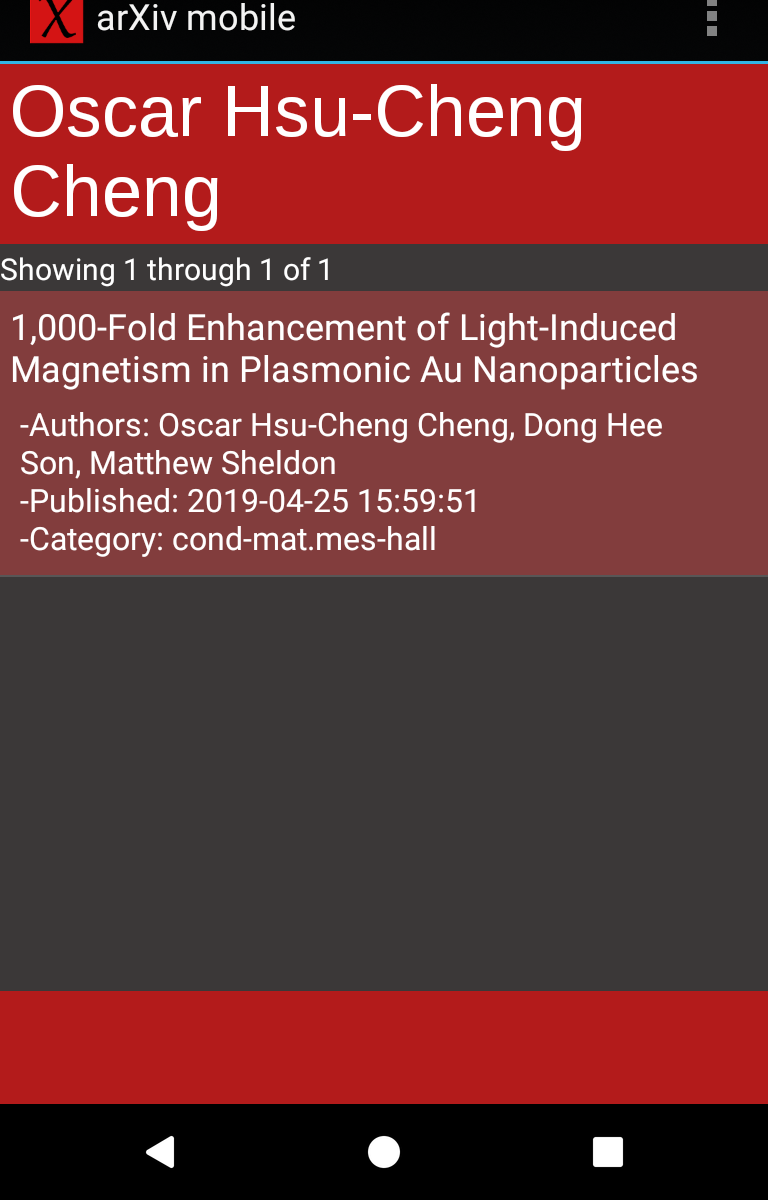 X arXiv mobile
Oscar Hsu-Cheng
Cheng
Showing 1 through 1 of 1
1,000-Fold Enhancement of Light-Induced
Magnetism in Plasmonic Au Nanoparticles
-Authors: Oscar Hsu-Cheng Cheng, Dong Hee
Son, Matthew Sheldon
-Published: 2019-04-25 15:59:51
-Category: cond-mat.mes-hall